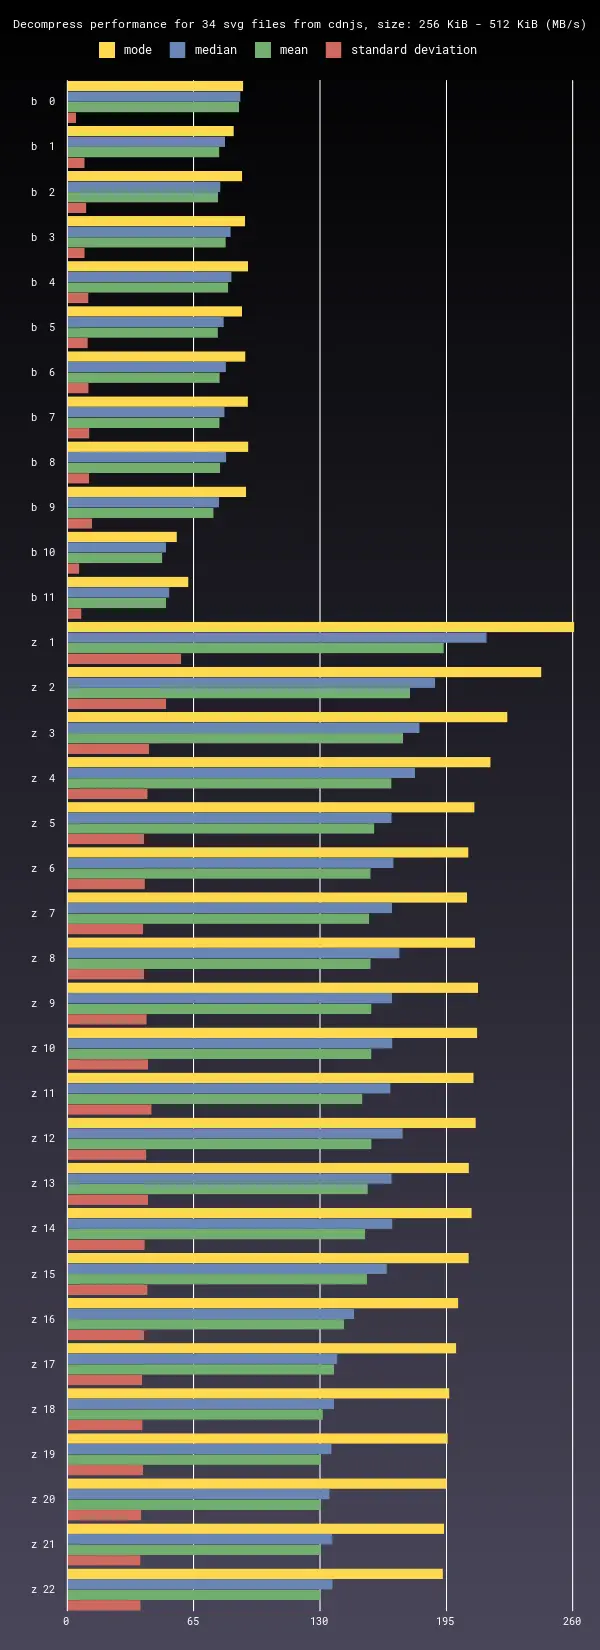 Decompress performance for 34 svg files from cdnjs, size: 256 KiB - 512 KiB (MB/s)
mode median mean standard deviation
b 0
b 1
b 2
b 3
b 4
b 5
b 6
b 7
b 8
b 9
b 10
b 11
z 1
z 2
z 3
z 4
z 5
z 6
z 7
z 8
z 9
z 10
z 11
z 12
z 13
z 14
z 15
z 16
z 17
z 18
z 19
z 20
z 21
z 22
0 65 130 195 260